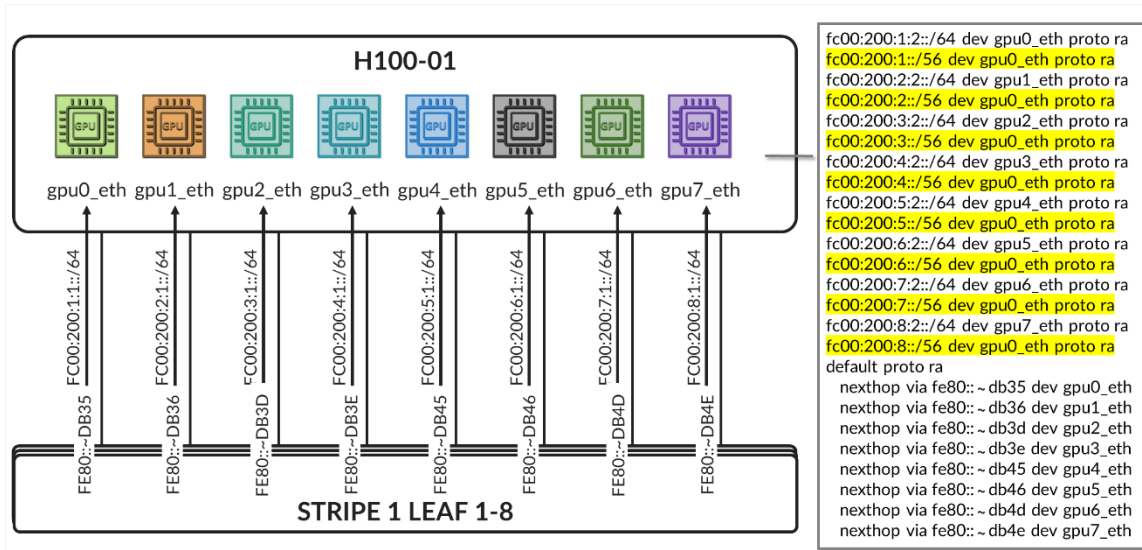 H100-01
GPU
GPU
GPU
GPU
GPU
GPU
GPU
GPU
gpu0_eth
gpu1_eth
gpu2_eth
gpu3_eth
gpu4_eth
gpu5_eth
gpu6_eth
gpu7_eth
FC00:200:1:1::/64
FC00:200:2:1::/64
FC00:200:3:1::/64
FC00:200:4:1::/64
FC00:200:5:1::/64
FC00:200:6:1::/64
FC00:200:7:1::/64
FC00:200:8:1::/64
FE80::~DB35
FE80::~DB36
FE80::~DB3D
FE80::~DB3E
FE80::~DB45
FE80::~DB46
FE80::~DB4D
FE80::~DB4E
STRIPE 1 LEAF 1-8
fc00:200:1:2::/64 dev gpu0_eth proto ra
fc00:200:1::/56 dev gpu0_eth proto ra
fc00:200:2:2::/64 dev gpu1_eth proto ra
fc00:200:2::/56 dev gpu0_eth proto ra
fc00:200:3:2::/64 dev gpu2_eth proto ra
fc00:200:3::/56 dev gpu0_eth proto ra
fc00:200:4:2::/64 dev gpu3_eth proto ra
fc00:200:4::/56 dev gpu0_eth proto ra
fc00:200:5:2::/64 dev gpu4_eth proto ra
fc00:200:5::/56 dev gpu0_eth proto ra
fc00:200:6:2::/64 dev gpu5_eth proto ra
fc00:200:6::/56 dev gpu0_eth proto ra
fc00:200:7:2::/64 dev gpu6_eth proto ra
fc00:200:7::/56 dev gpu0_eth proto ra
fc00:200:8:2::/64 dev gpu7_eth proto ra
fc00:200:8::/56 dev gpu0_eth proto ra
default proto ra
nexthop via fe80::~db35 dev gpu0_eth
nexthop via fe80::~db36 dev gpu1_eth
nexthop via fe80::~db3d dev gpu2_eth
nexthop via fe80::~db3e dev gpu3_eth
nexthop via fe80::~db45 dev gpu4_eth
nexthop via fe80::~db46 dev gpu5_eth
nexthop via fe80::~db4d dev gpu6_eth
nexthop via fe80::~db4e dev gpu7_eth